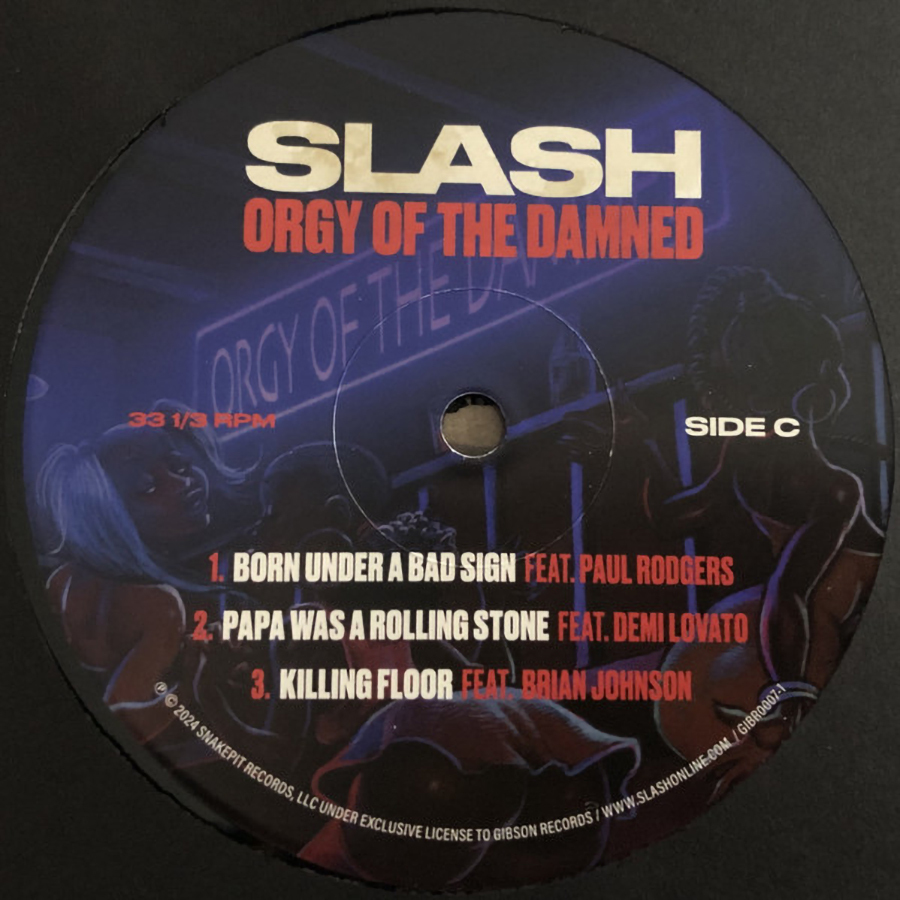 SLASH
ORGY OF THE DAMNED
ORGY OF THE DAMN
33 1/3 RPM
SIDE C
1. BORN UNDER A BAD SIGN FEAT. PAUL RODGERS
2. PAPA WAS A ROLLING STONE FEAT. DEMI LOVATO
3. KILLING FLOOR FEAT. BRIAN JOHNSON
℗ © 2024 SNAKEPIT RECORDS, LLC UNDER EXCLUSIVE LICENSE TO GIBSON RECORDS / WWW.SLASHONLINE.COM / GIBR0007-1